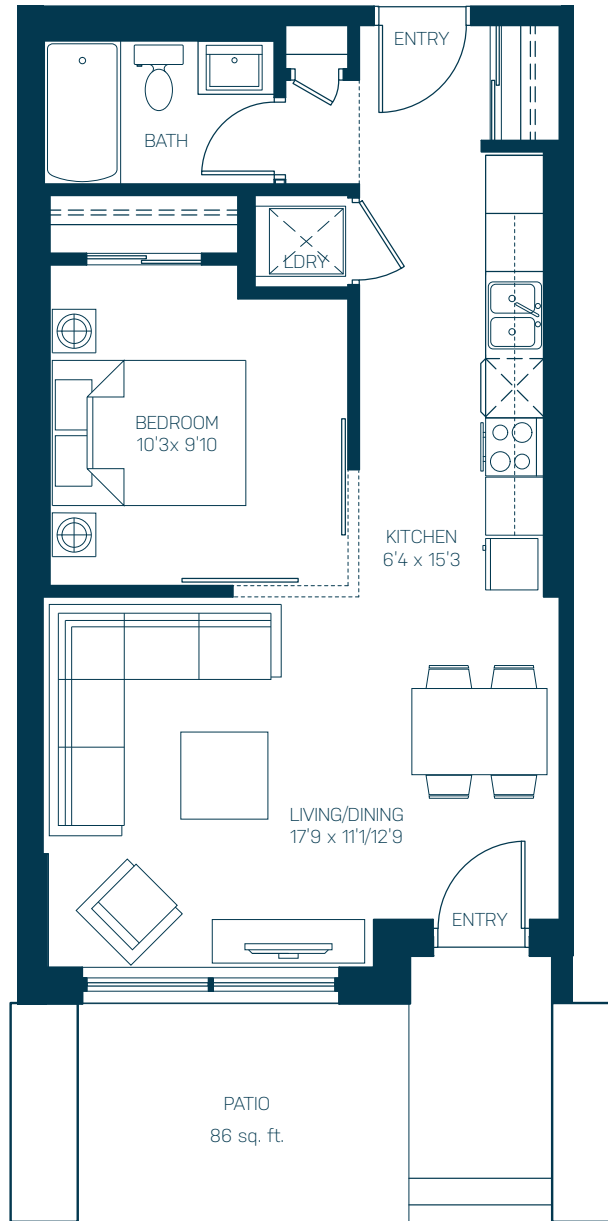 ENTRY
BATH
LDRY
BEDROOM
10'3x 9'10
KITCHEN
6'4 x 15'3
LIVING/DINING
17'9 x 11'1/12'9
ENTRY
PATIO
86 sq. ft.